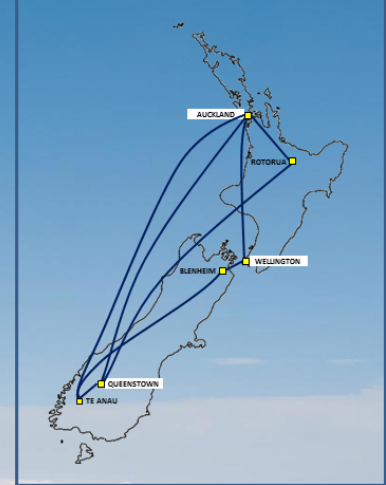 AUCKLAND
ROTORUA
WELLINGTON
BLENHEIM
QUEENSTOWN
TE ANAU